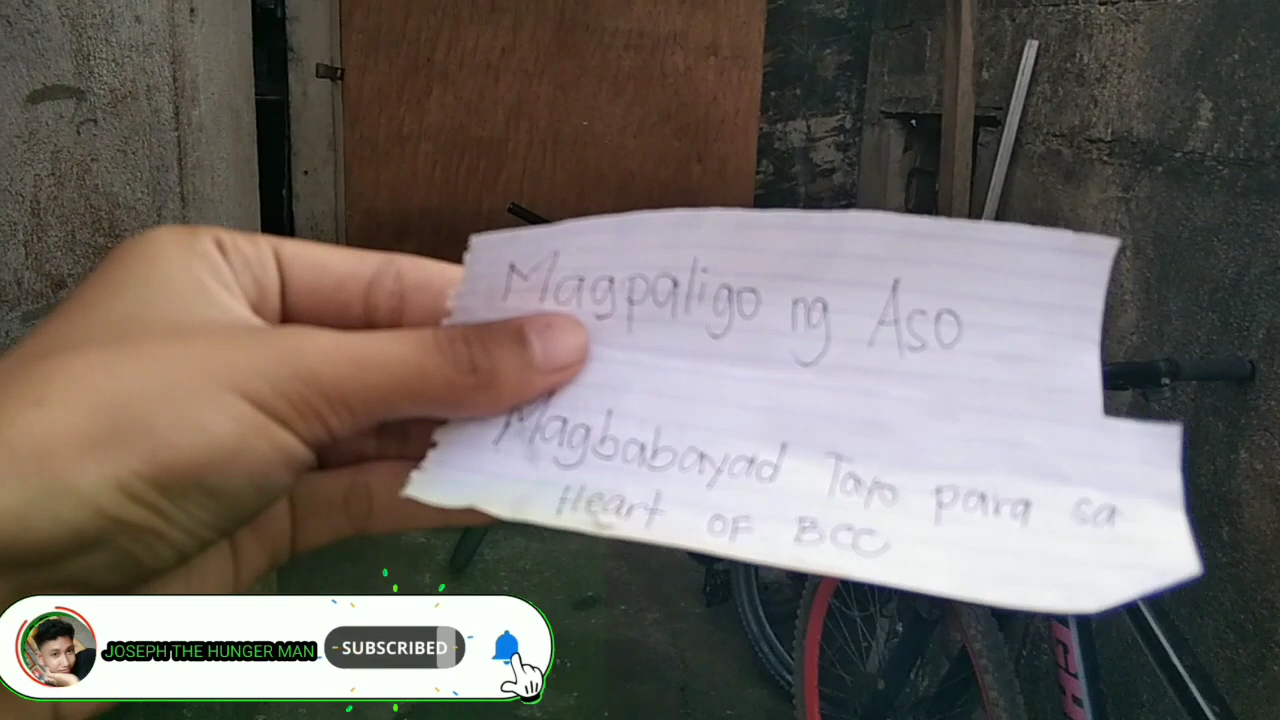 Magpaligo ng Aso
Magbabayad Tayo para sa
Heart OF BCC
JOSEPH THE HUNGER MAN
SUBSCRIBED